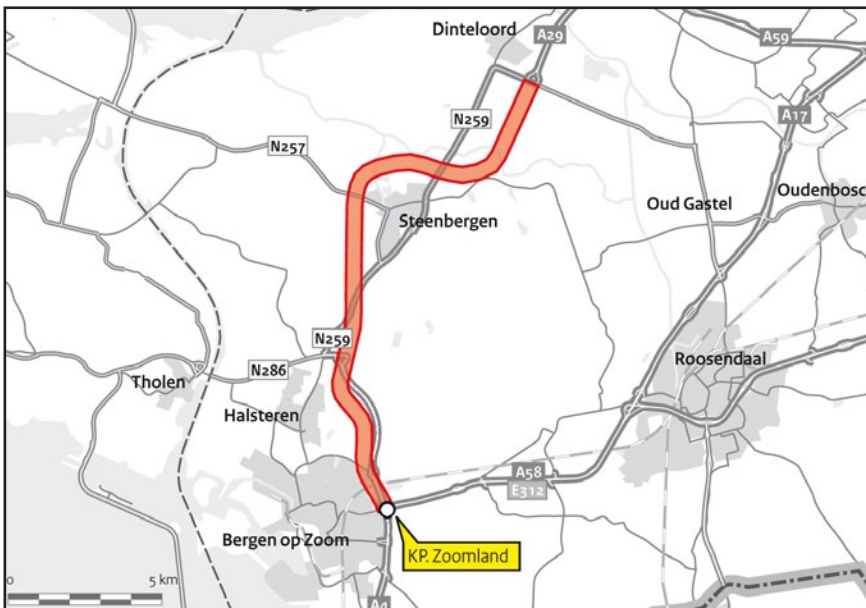 Dinteloord
A29
A59
N259
A17
N257
Oudenbosc
Oud Gastel
Steenbergen
N259
Roosendaal
N286
Tholen
Halsteren
A58
E312
Bergen op Zoom
KP. Zoomland
0
5 km
A4